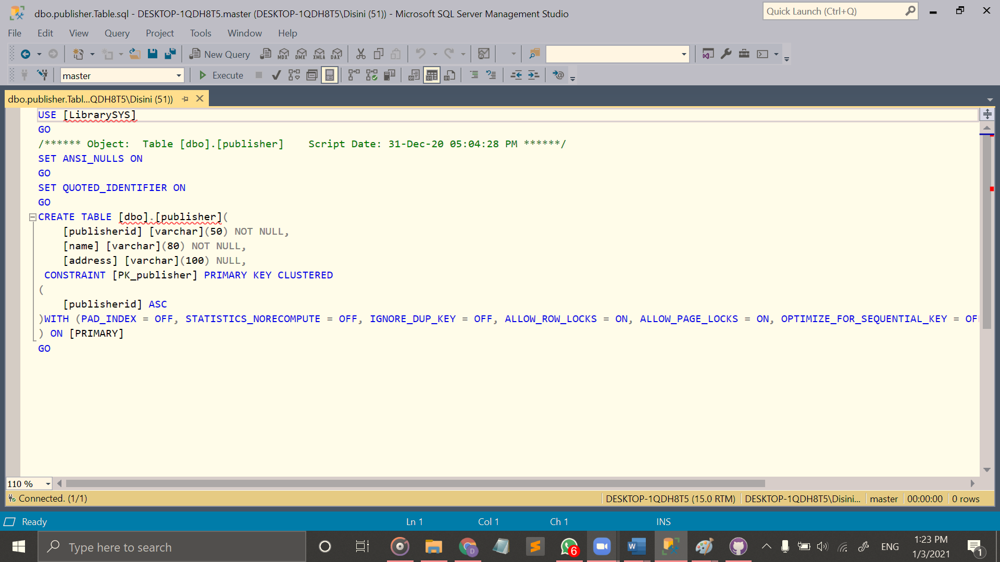 dbo.publisher.Table.sql - DESKTOP-1QDH8T5.master (DESKTOP-1QDH8T5\Disini (51)) - Microsoft SQL Server Management Studio
Quick Launch (Ctrl+Q)
File Edit View Query Project Tools Window Help
New Query MDX DMX XMLA DAX
master Execute
dbo.publisher.Tabl...QDH8T5\Disini (51))
USE [LibrarySYS]
GO
/****** Object:  Table [dbo].[publisher]    Script Date: 31-Dec-20 05:04:28 PM ******/
SET ANSI_NULLS ON
GO
SET QUOTED_IDENTIFIER ON
GO
CREATE TABLE [dbo].[publisher](
[publisherid] [varchar](50) NOT NULL,
[name] [varchar](80) NOT NULL,
[address] [varchar](100) NULL,
CONSTRAINT [PK_publisher] PRIMARY KEY CLUSTERED
(
[publisherid] ASC
)WITH (PAD_INDEX = OFF, STATISTICS_NORECOMPUTE = OFF, IGNORE_DUP_KEY = OFF, ALLOW_ROW_LOCKS = ON, ALLOW_PAGE_LOCKS = ON, OPTIMIZE_FOR_SEQUENTIAL_KEY = OF
) ON [PRIMARY]
GO
110 %
Connected. (1/1) DESKTOP-1QDH8T5 (15.0 RTM) DESKTOP-1QDH8T5\Disini... master 00:00:00 0 rows
Ready Ln 1 Col 1 Ch 1 INS
Type here to search D 6 W ENG 1:23 PM 1
1/3/2021